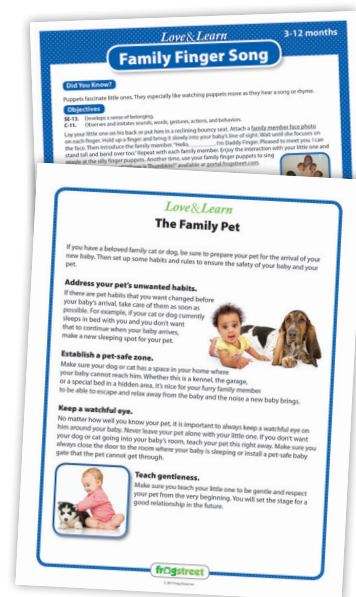 Love & Learn
3-12 months
Family Finger Song
Did You Know?
Puppets fascinate little ones. They especially like watching puppets move as they hear a song or rhyme.
Objectives
SE-13. Develops a sense of belonging.
C-11. Observes and imitates sounds, words, gestures, actions, and behaviors.
Lay your little one on his back or put him in a reclining bouncy seat. Attach a family member face photo
on each finger. Hold up a finger and bring it slowly into your baby's line of sight. Wait until she focuses on
the face. Then introduce the family member. "Hello, ______, I'm Daddy Finger. Pleased to meet you. I can
stand tall and bend over too." Repeat with each family member. Enjoy the interaction with your little one and
giggle at the silly finger puppets. Another time, use your family finger puppets to sing
available at portal.frogstreet.com
Love & Learn
The Family Pet
If you have a beloved family cat or dog, be sure to prepare your pet for the arrival of your
new baby. Then set up some habits and rules to ensure the safety of your baby and your
pet.
Address your pet's unwanted habits.
If there are pet habits that you want changed before
your baby's arrival, take care of them as soon as
possible. For example, if your cat or dog currently
sleeps in bed with you and you don't want
that to continue when your baby arrives,
make a new sleeping spot for your pet.
Establish a pet-safe zone.
Make sure your dog or cat has a space in your home where
your baby cannot reach him. Whether this is a kennel, the garage,
or a special bed in a hidden area, it's nice for your furry family member
to be able to escape and relax away from the baby and the noise a new baby brings.
Keep a watchful eye.
No matter how well you know your pet, it is important to always keep a watchful eye on
him around your baby. Never leave your pet alone with your little one. If you don't want
your dog or cat going into your baby's room, teach your pet this right away. Make sure you
always close the door to the room where your baby is sleeping or install a pet-safe baby
gate that the pet cannot get through.
Teach gentleness.
Make sure you teach your little one to be gentle and respect
your pet from the very beginning. You will set the stage for a
good relationship in the future.
frogstreet